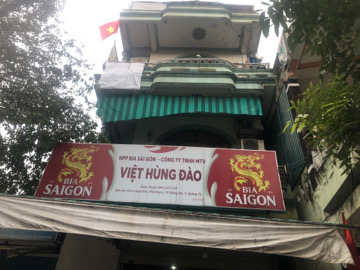 NPP BIA SÀI GÒN - CÔNG TY TNHH MTV
VIỆT HÙNG ĐÀO
BIA
SAIGON
BIA
SAIGON